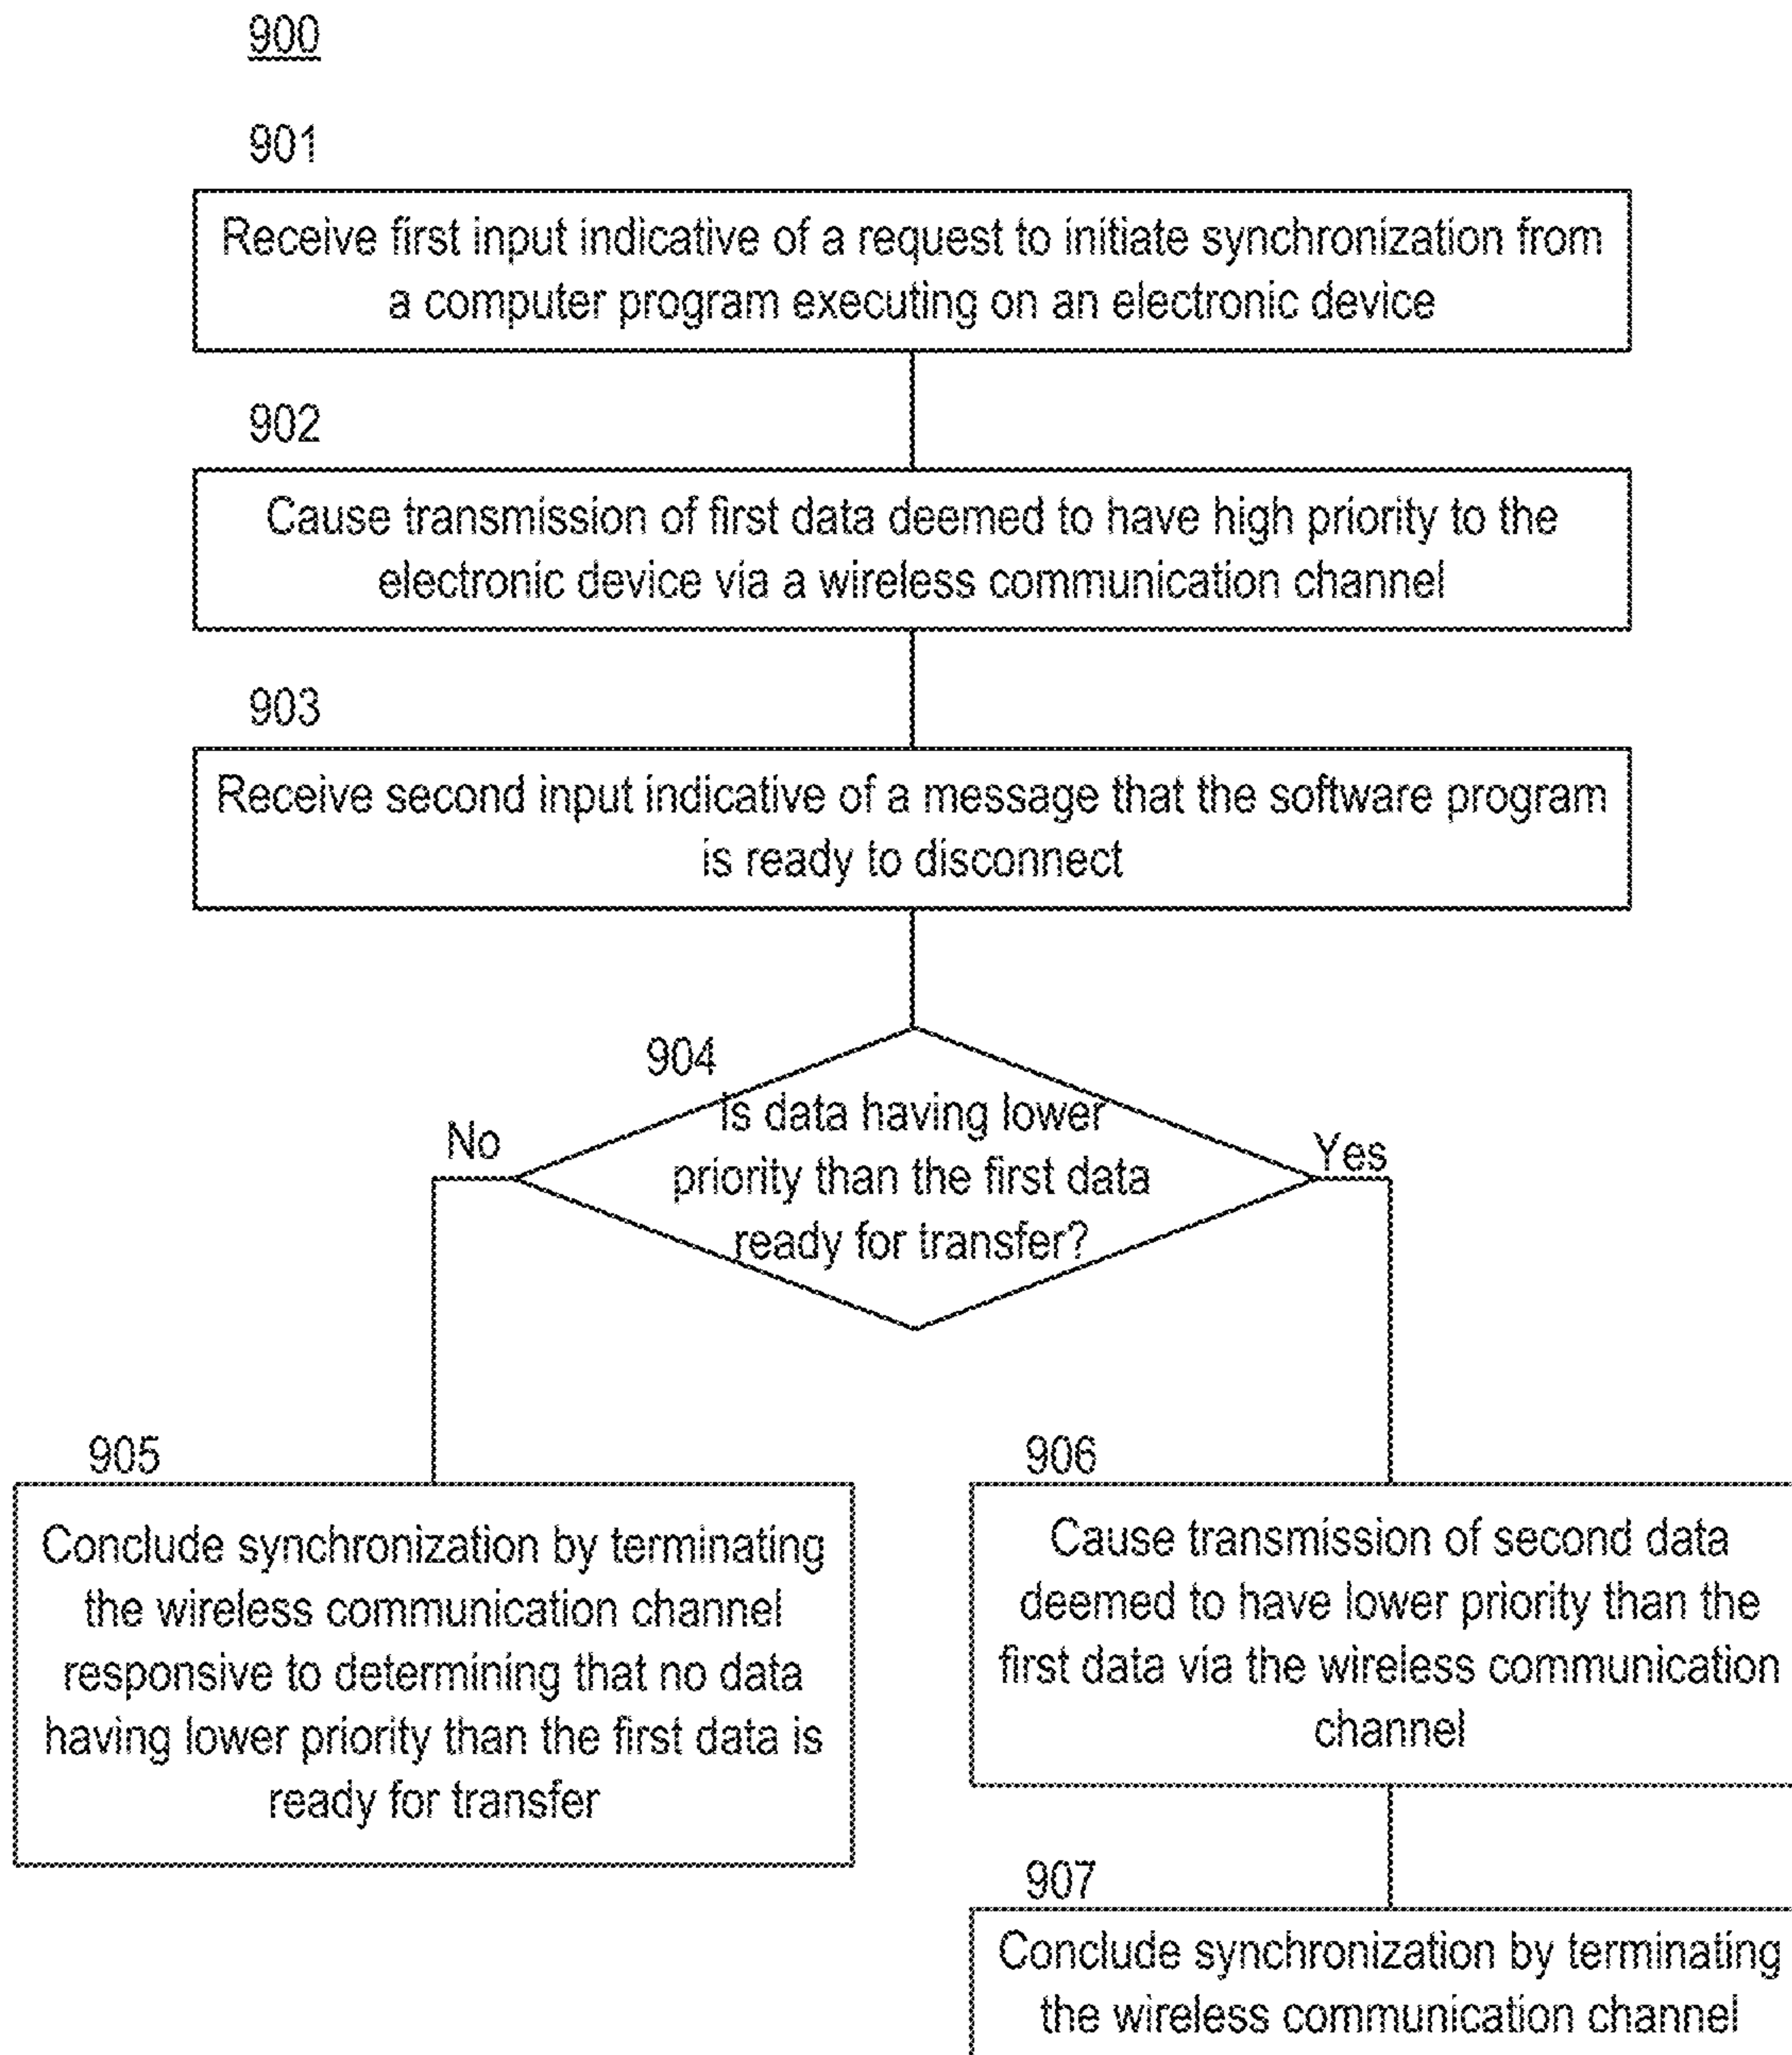 900
901
Receive first input indicative of a request to initiate synchronization from
a computer program executing on an electronic device
902
Cause transmission of first data deemed to have high priority to the
electronic device via a wireless communication channel
903
Receive second input indicative of a message that the software program
is ready to disconnect
904
Is data having lower
priority than the first data
ready for transfer?
No
Yes
905
Conclude synchronization by terminating
the wireless communication channel
responsive to determining that no data
having lower priority than the first data is
ready for transfer
906
Cause transmission of second data
deemed to have lower priority than the
first data via the wireless communication
channel
907
Conclude synchronization by terminating
the wireless communication channel